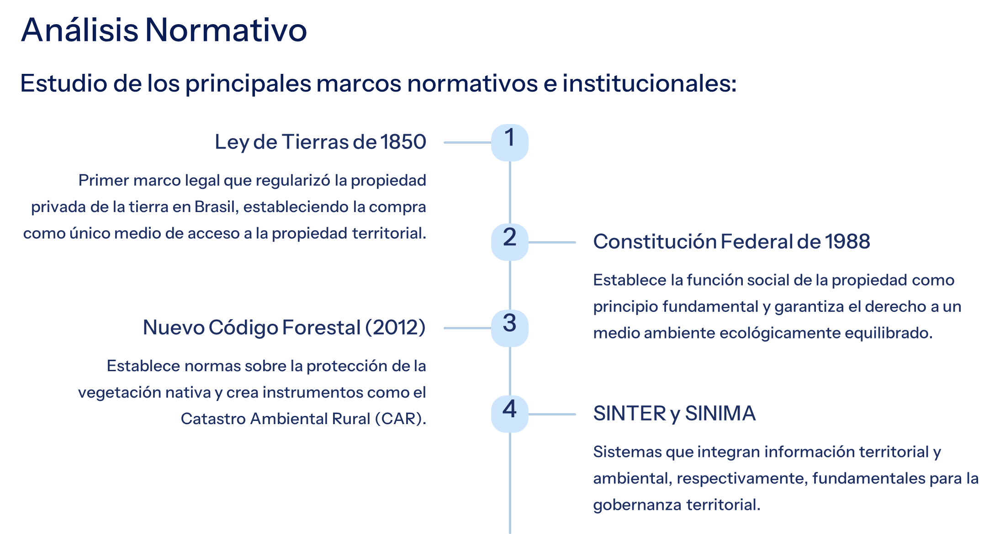 Análisis Normativo
Estudio de los principales marcos normativos e institucionales:
1
Ley de Tierras de 1850
Primer marco legal que regularizó la propiedad
privada de la tierra en Brasil, estableciendo la compra
como único medio de acceso a la propiedad territorial.
2
Constitución Federal de 1988
Establece la función social de la propiedad como
principio fundamental y garantiza el derecho a un
medio ambiente ecológicamente equilibrado.
3
Nuevo Código Forestal (2012)
Establece normas sobre la protección de la
vegetación nativa y crea instrumentos como el
Catastro Ambiental Rural (CAR).
4
SINTER y SINIMA
Sistemas que integran información territorial y
ambiental, respectivamente, fundamentales para la
gobernanza territorial.